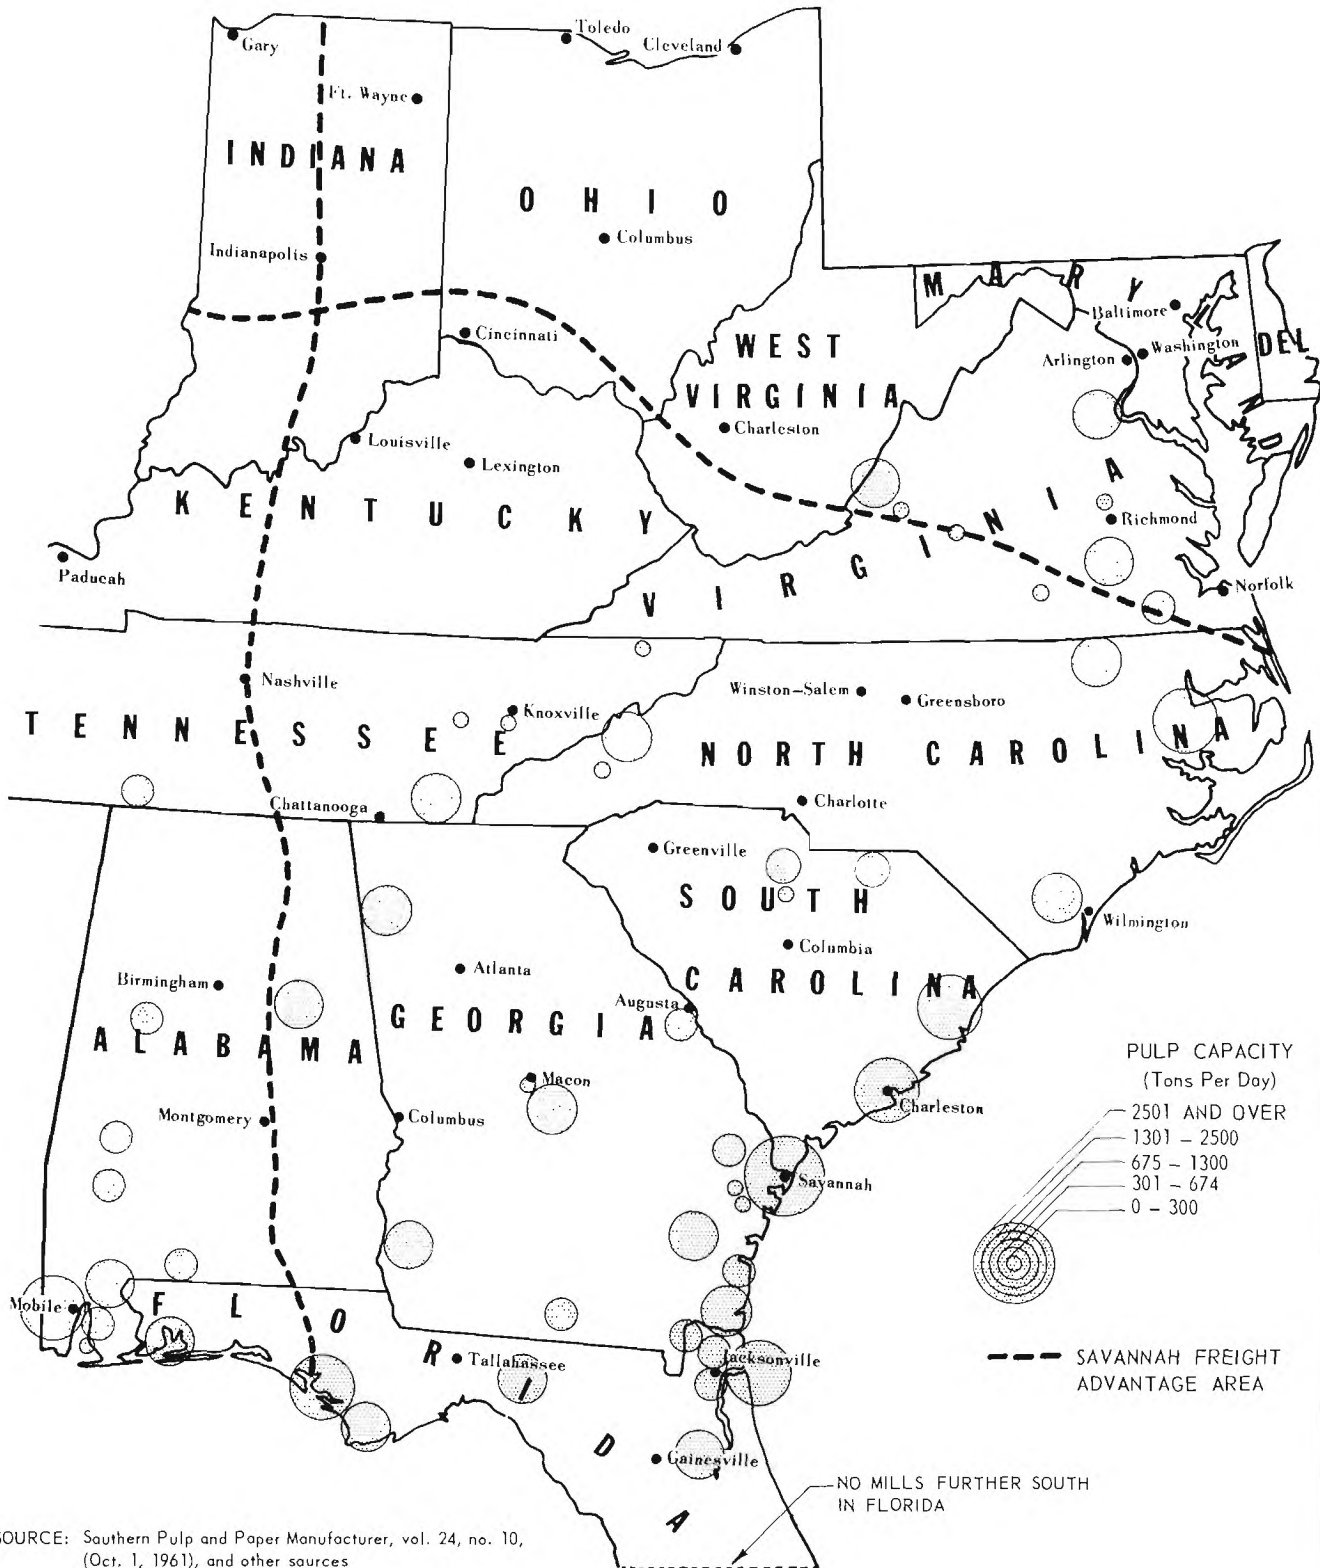 Gary
Toledo
Cleveland
Ft. Wayne
INDIANA
OHIO
Columbus
Indianapolis
MARYLAND
Baltimore
Cincinnati
WEST
VIRGINIA
Arlington
Washington
DEL
Charleston
Louisville
Lexington
KENTUCKY
VIRGINIA
Richmond
Paducah
Norfolk
Nashville
Winston-Salem
Greensboro
Knoxville
TENNESSEE
NORTH CAROLINA
Chattanooga
Charlotte
Greenville
SOUTH
CAROLINA
Wilmington
Columbia
Atlanta
Birmingham
Augusta
GEORGIA
ALABAMA
Macon
Montgomery
Columbus
Charleston
Savannah
PULP CAPACITY
(Tons Per Day)
2501 AND OVER
1301 - 2500
675 - 1300
301 - 674
0 - 300
Mobile
FLORIDA
Tallahassee
Jacksonville
SAVANNAH FREIGHT
ADVANTAGE AREA
Gainesville
NO MILLS FURTHER SOUTH
IN FLORIDA
SOURCE: Southern Pulp and Paper Manufacturer, vol. 24, no. 10,
(Oct. 1, 1961), and other sources